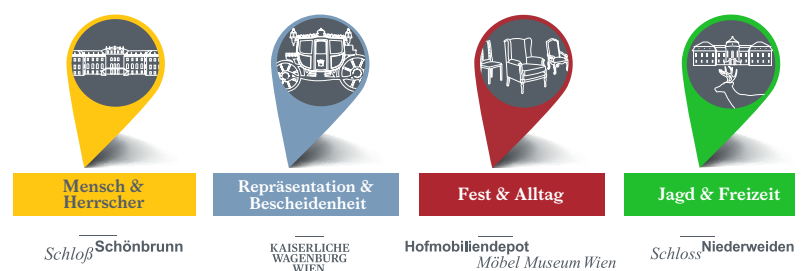 Mensch &
Herrscher
Repräsentation &
Bescheidenheit
Fest & Alltag
Jagd & Freizeit
Schloß Schönbrunn
KAISERLICHE
WAGENBURG
WIEN
Hofmobiliendepot
Möbel Museum Wien
Schloss Niederweiden